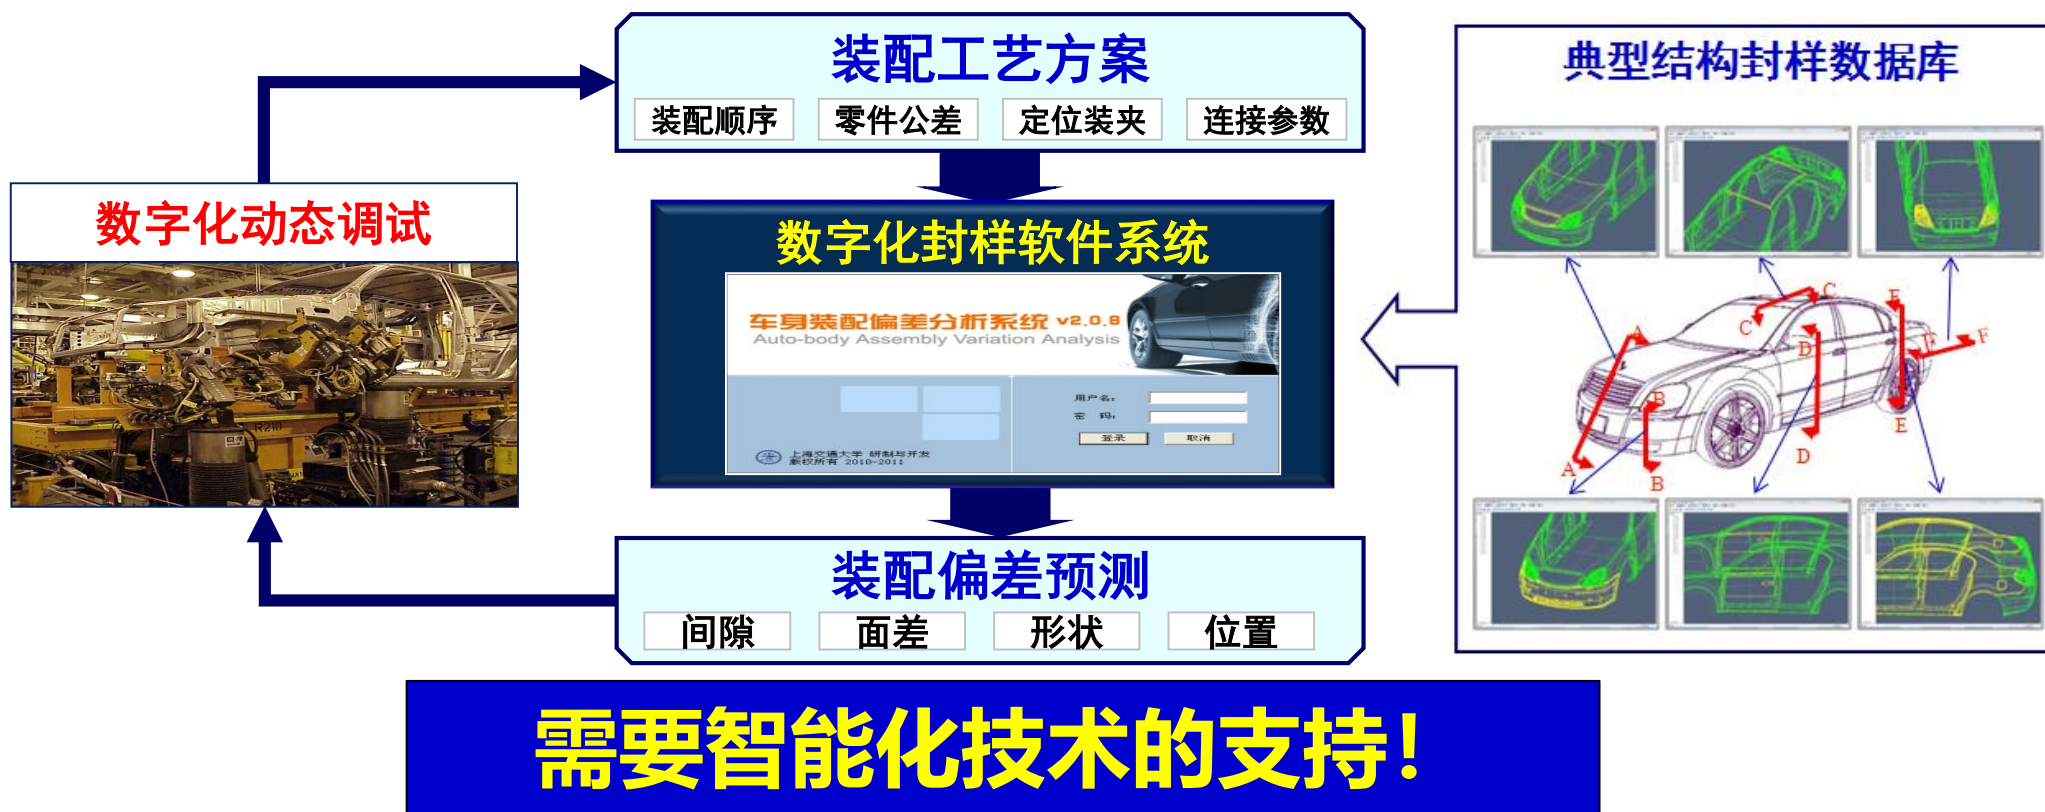 装配工艺方案
装配顺序 零件公差 定位装夹 连接参数
数字化动态调试
R210
数字化封样软件系统
车身装配偏差分析系统 v2.0.8
Auto-body Assembly Variation Analysis
用户名：
密 码：
登录 取消
上海交通大学 研制与开发
版权所有 2010-2011
装配偏差预测
间隙 面差 形状 位置
典型结构封样数据库
C
E
C
A
D
F
F
B
E
D
A
B
需要智能化技术的支持！